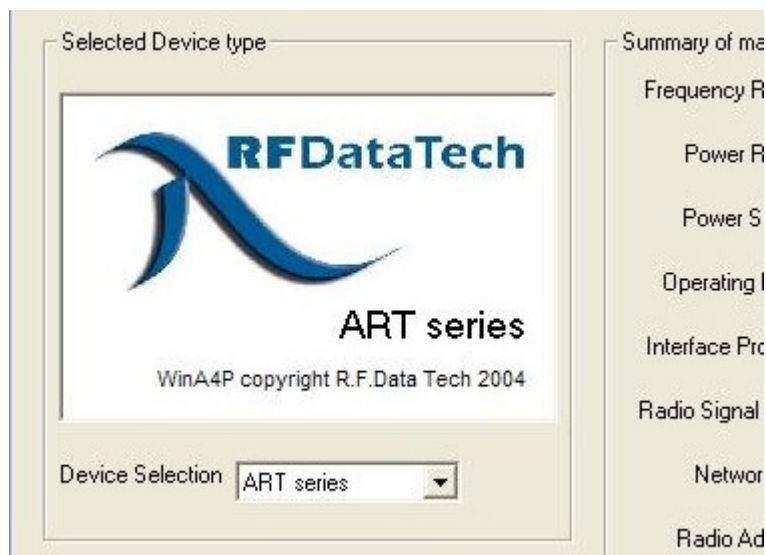 Selected Device type
RFDataTech
ART series
WinA4P copyright R.F.Data Tech 2004
Device Selection
ART series
Summary of ma
Frequency R
Power R
Power S
Operating
Interface Pro
Radio Signal
Networ
Radio Ad